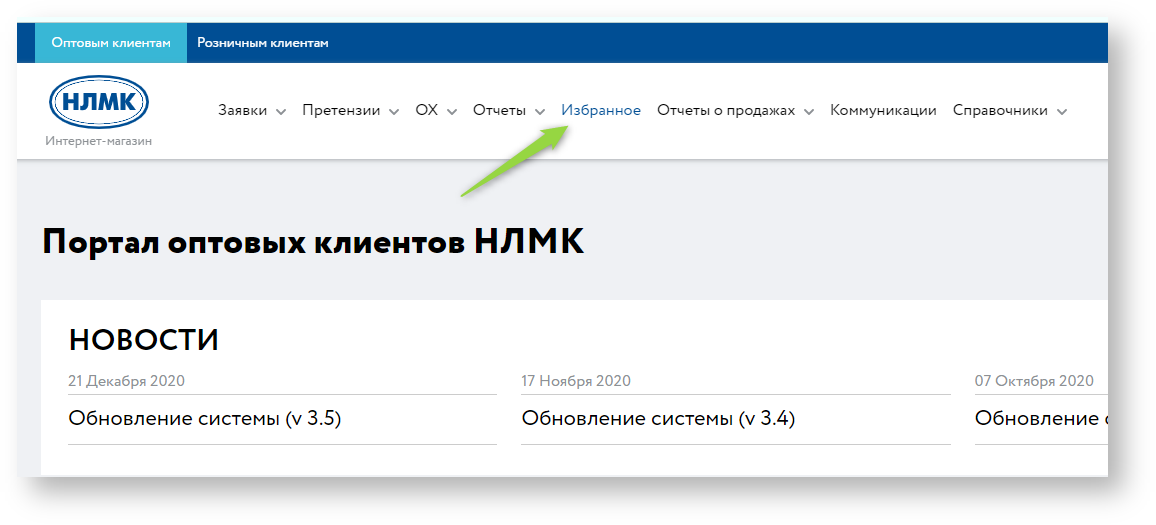 Оптовым клиентам Розничным клиентам
НЛМК
Интернет-магазин
Заявки Претензии ОХ Отчеты Избранное Отчеты о продажах Коммуникации Справочники
Портал оптовых клиентов НЛМК
НОВОСТИ
21 Декабря 2020 17 Ноября 2020 07 Октября 2020
Обновление системы (v 3.5) Обновление системы (v 3.4) Обновление